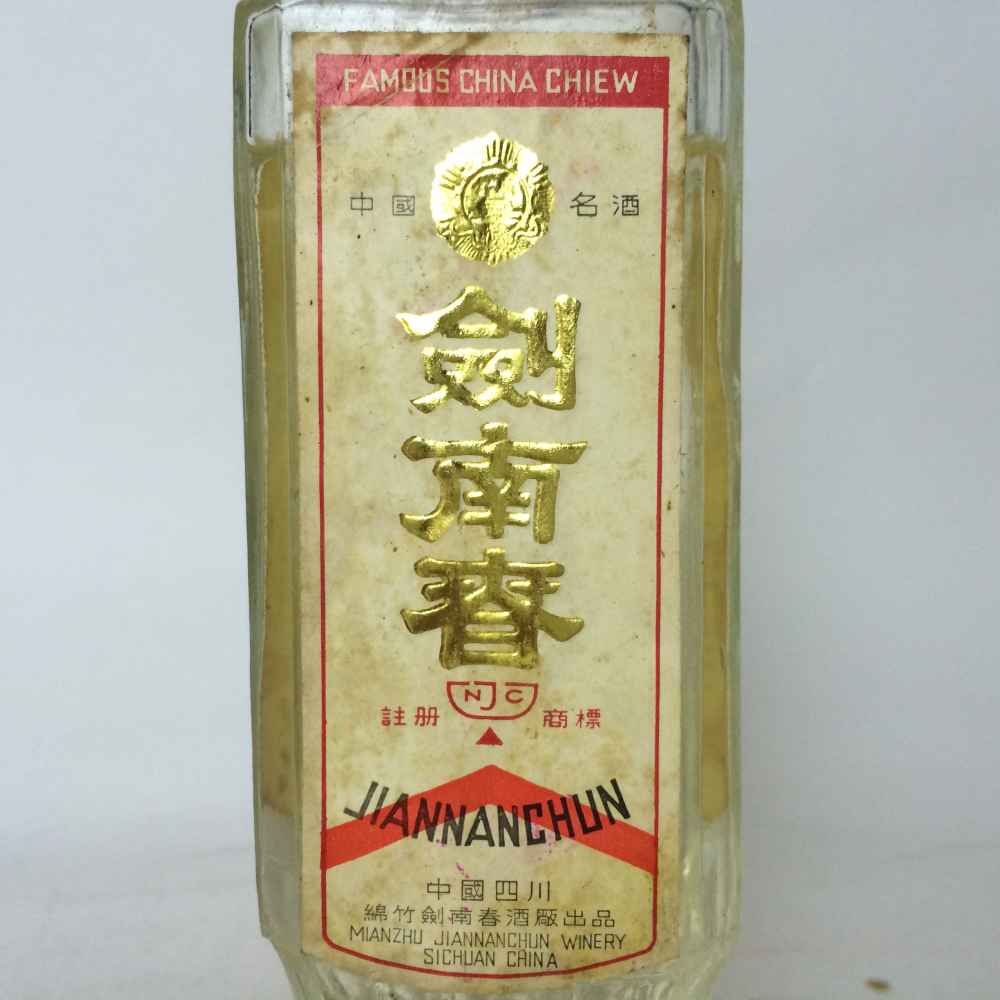 FAMOUS CHINA CHIEW
中國 名酒
劍南春
NJC
註册 商標
JIANNANCHUN
中國四川
綿竹劍南春酒廠出品
MIANZHU JIANNANCHUN WINERY
SICHUAN CHINA